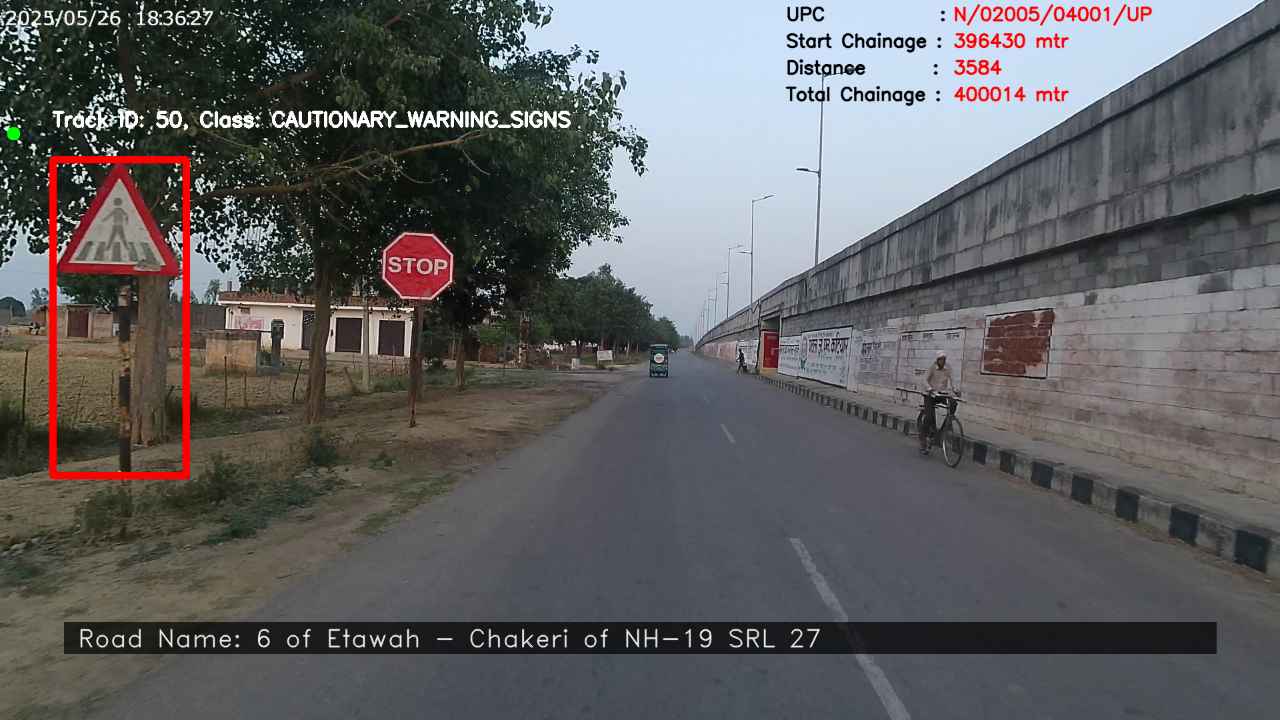 2025/05/26 18:36:27
UPC : N/02005/04001/UP
Start Chainage : 396430 mtr
Distance : 3584
Total Chainage : 400014 mtr
Track ID: 50, Class: CAUTIONARY_WARNING_SIGNS
STOP
Road Name: 6 of Etawah - Chakeri of NH-19 SRL 27